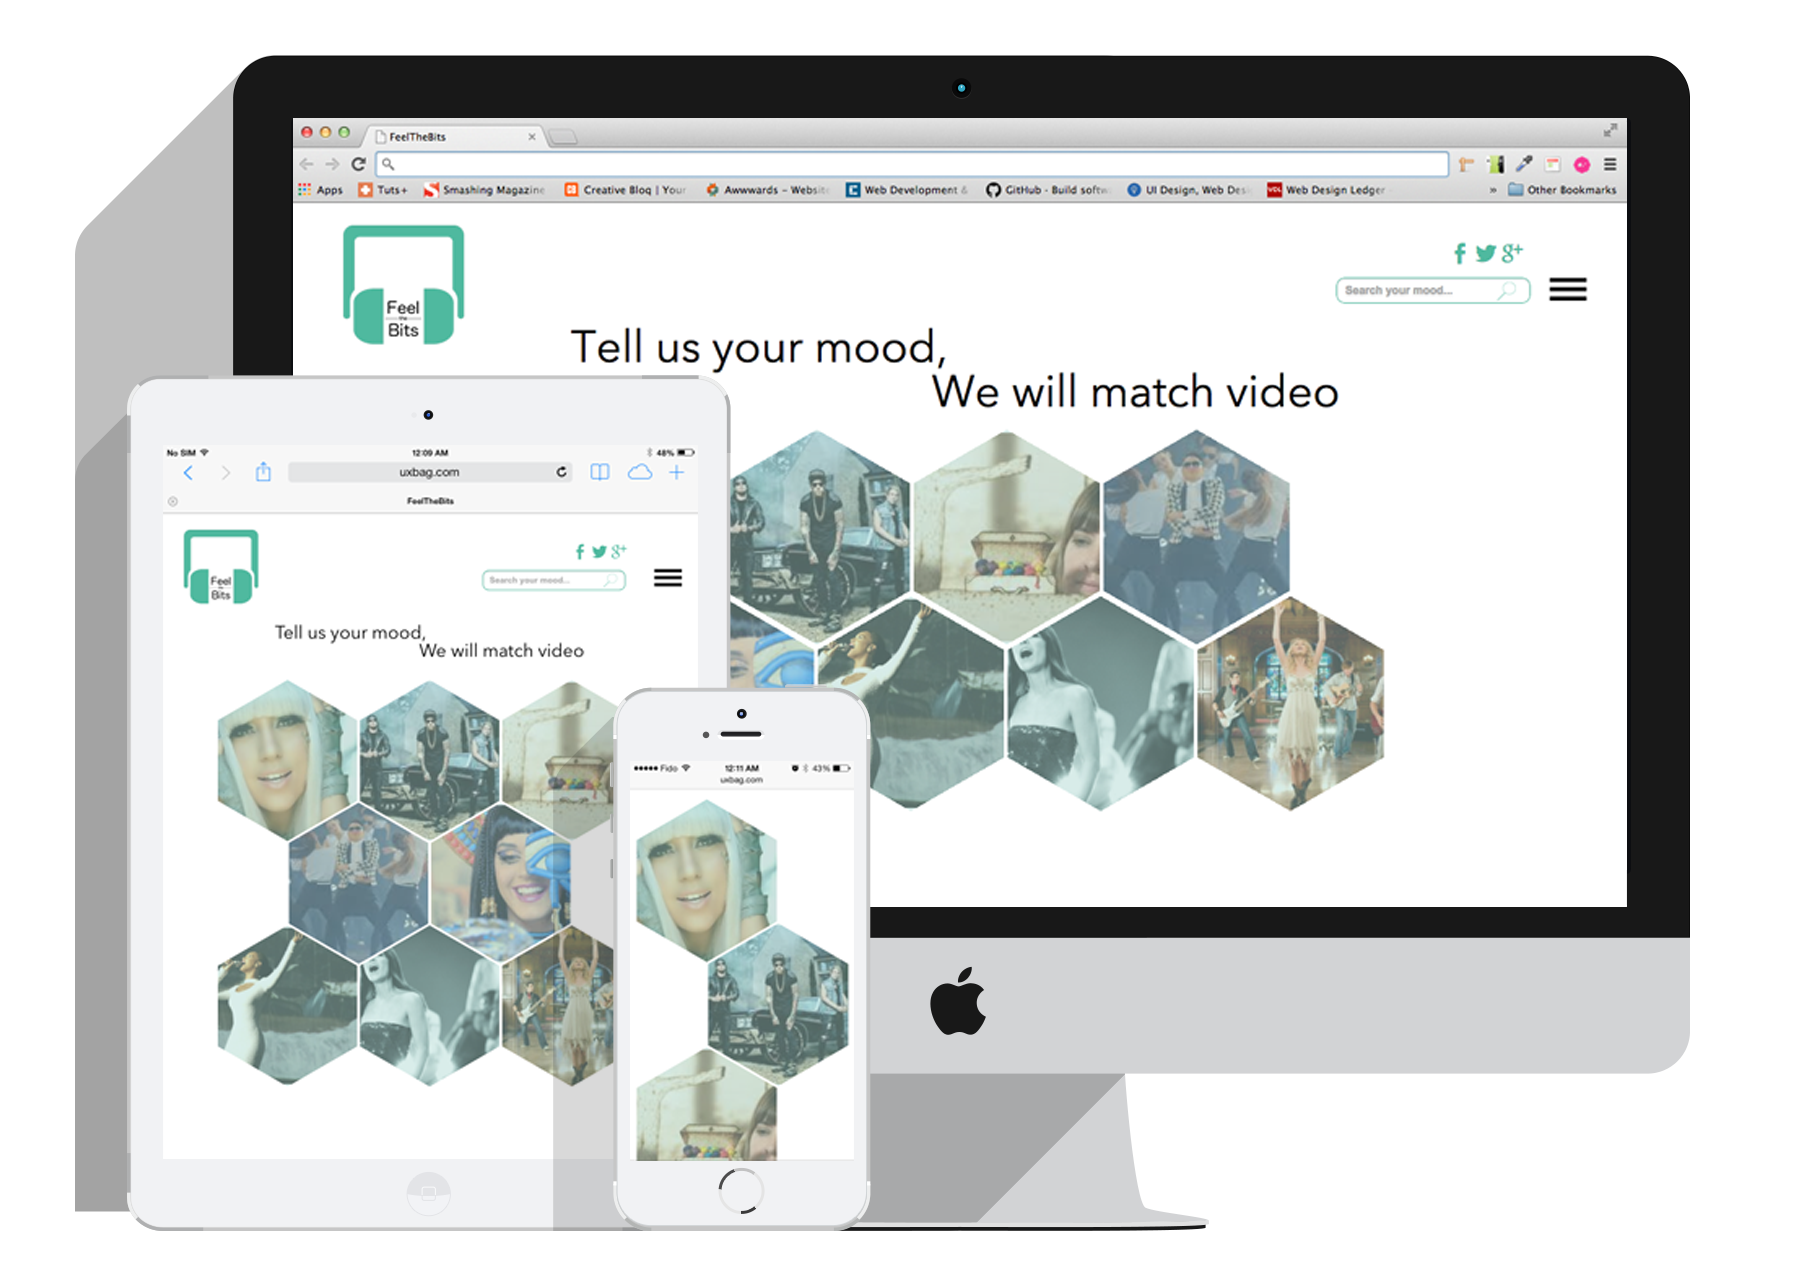 FeelTheBits
Apps
Tuts+
Smashing Magazine
Creative Bloq | Your
Awwwards - Website
Web Development &
GitHub - Build softw
UI Design, Web Desi
Web Design Ledger
»
Other Bookmarks
Feel
the
Bits
f
g+
Search your mood...
Tell us your mood,
We will match video
No SIM
12:09 AM
48%
uxbag.com
FeelTheBits
Feel
Bits
f
g+
Search your mood...
Tell us your mood,
We will match video
Fido
12:11 AM
43%
uxbag.com